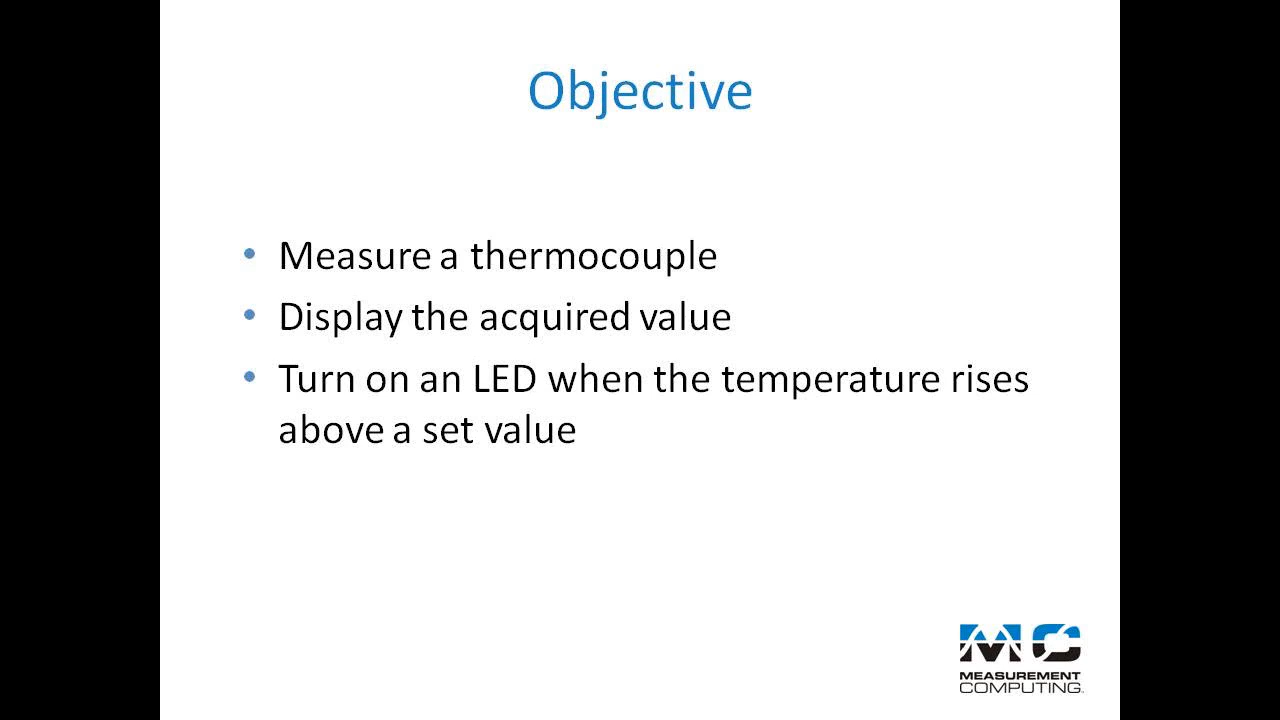 Objective
• Measure a thermocouple
• Display the acquired value
• Turn on an LED when the temperature rises
above a set value
MC
MEASUREMENT
COMPUTING